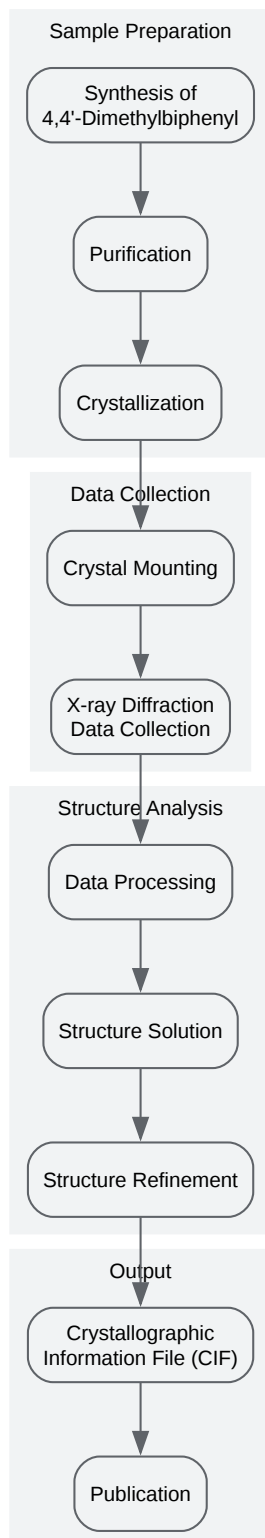 Sample Preparation
Synthesis of
4,4'-Dimethylbiphenyl
Purification
Crystallization
Data Collection
Crystal Mounting
X-ray Diffraction
Data Collection
Structure Analysis
Data Processing
Structure Solution
Structure Refinement
Output
Crystallographic
Information File (CIF)
Publication